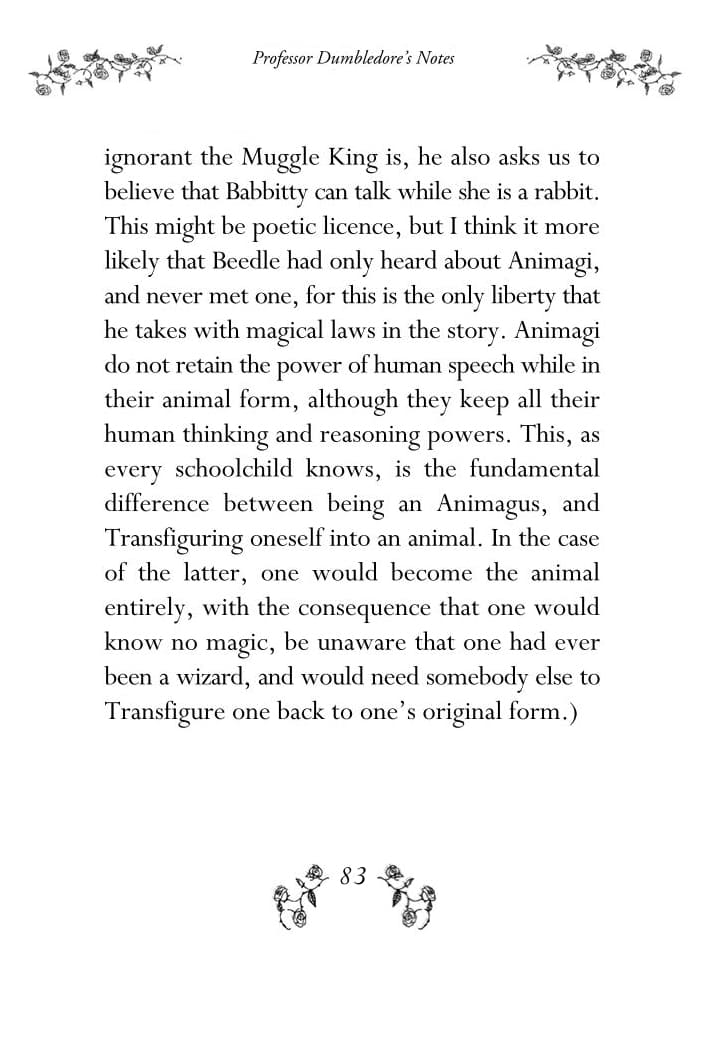 Professor Dumbledore's Notes
ignorant the Muggle King is, he also asks us to
believe that Babbitty can talk while she is a rabbit.
This might be poetic licence, but I think it more
likely that Beedle had only heard about Animagi,
and never met one, for this is the only liberty that
he takes with magical laws in the story. Animagi
do not retain the power of human speech while in
their animal form, although they keep all their
human thinking and reasoning powers. This, as
every schoolchild knows, is the fundamental
difference between being an Animagus, and
Transfiguring oneself into an animal. In the case
of the latter, one would become the animal
entirely, with the consequence that one would
know no magic, be unaware that one had ever
been a wizard, and would need somebody else to
Transfigure one back to one's original form.)
83